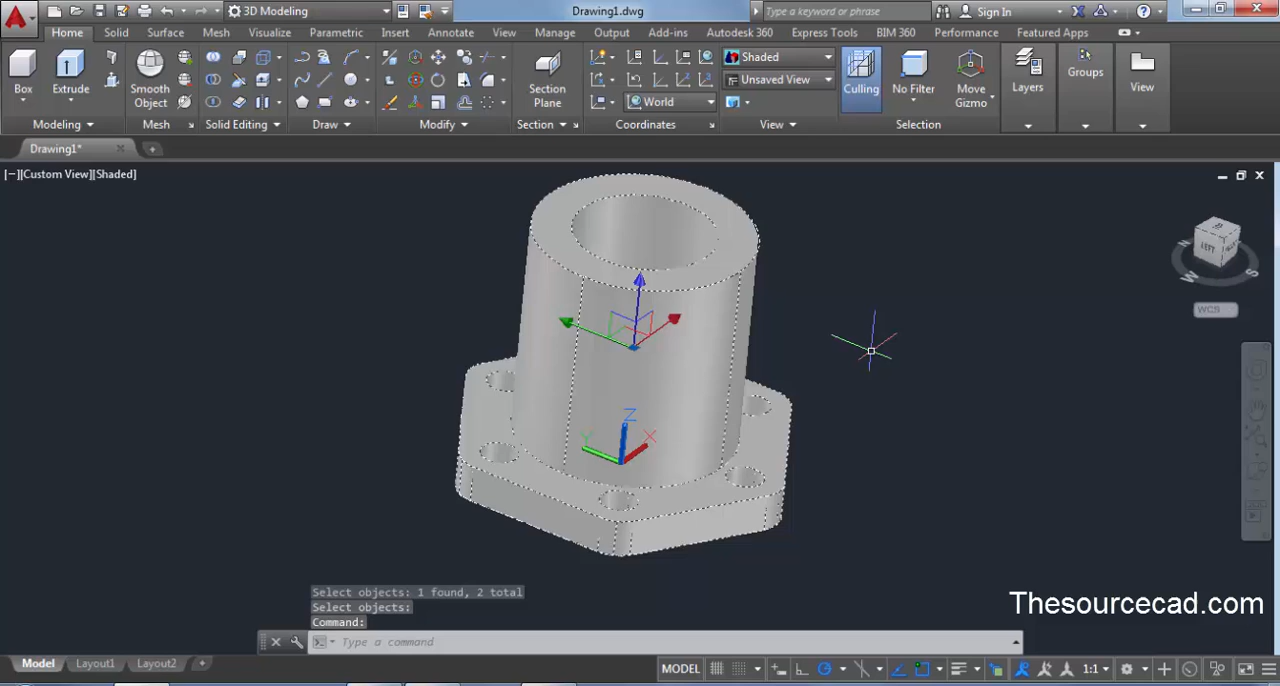 3D Modeling
Drawing1.dwg
Type a keyword or phrase
Sign In
Home Solid Surface Mesh Visualize Parametric Insert Annotate View Manage Output Add-ins Autodesk 360 Express Tools BIM 360 Performance Featured Apps
Box
Extrude
Smooth
Object
Section
Plane
Shaded
Unsaved View
World
Culling
No Filter
Move
Gizmo
Layers
Groups
View
Modeling
Mesh
Solid Editing
Draw
Modify
Section
Coordinates
View
Selection
Drawing1*
[−][Custom View][Shaded]
LEFT
N
W
S
WCS
Z
X
Y
Select objects: 1 found, 2 total
Select objects:
Command:
Type a command
Thesourcecad.com
Model
Layout1
Layout2
MODEL
1:1